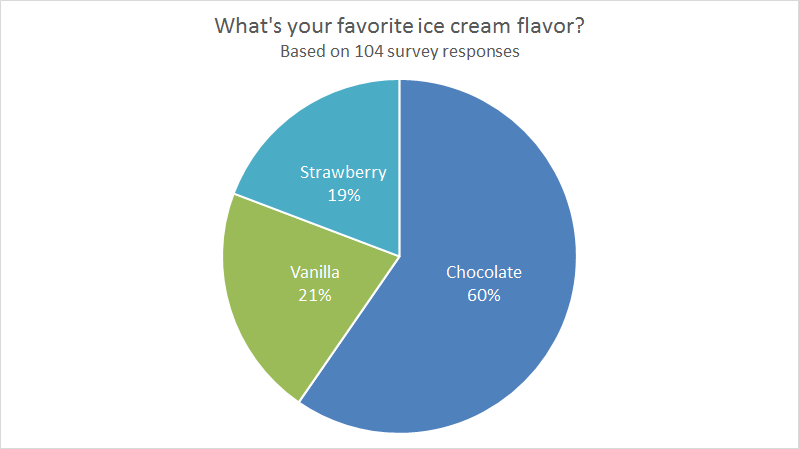 What's your favorite ice cream flavor?
Based on 104 survey responses
Strawberry
19%
Vanilla
21%
Chocolate
60%